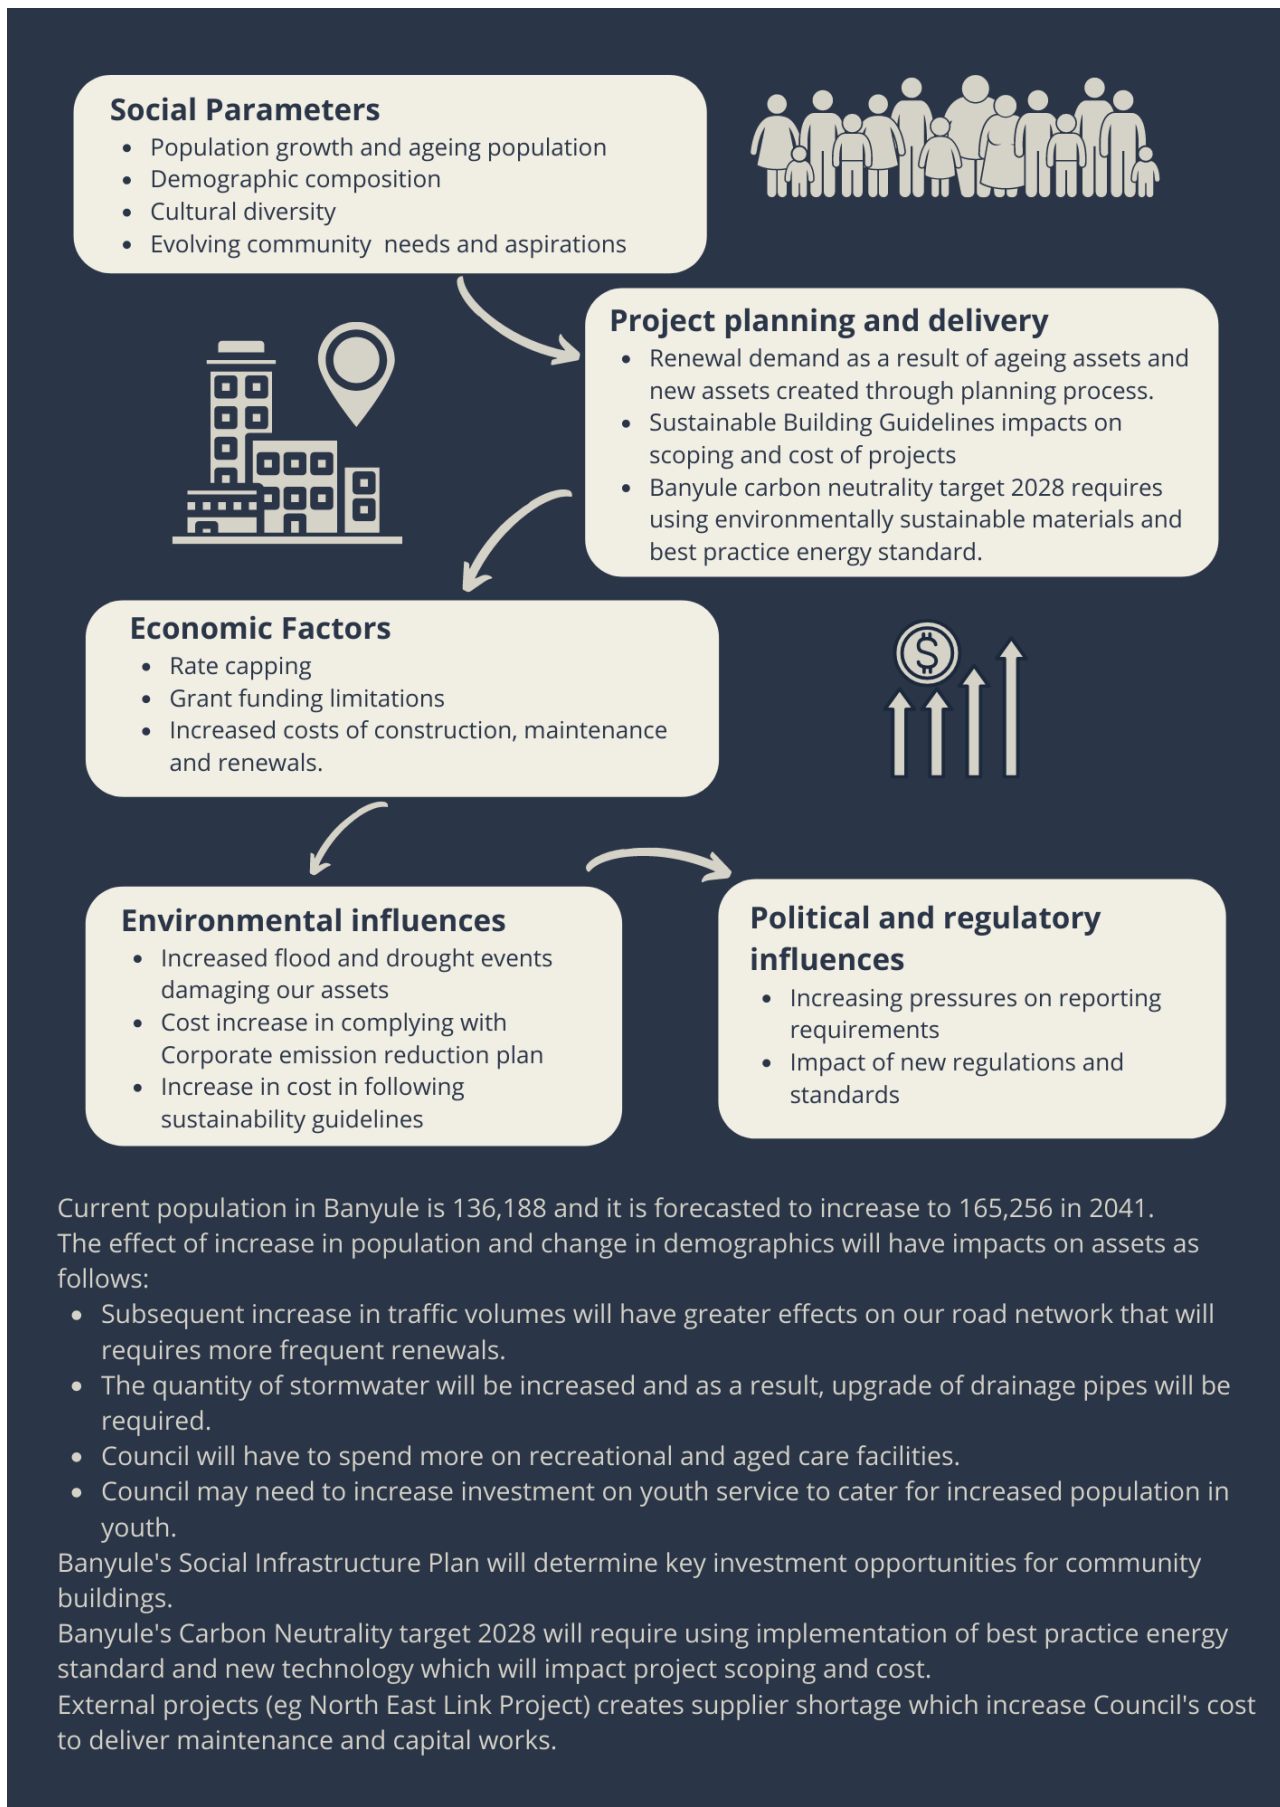 Social Parameters
• Population growth and ageing population
• Demographic composition
• Cultural diversity
• Evolving community  needs and aspirations
Project planning and delivery
• Renewal demand as a result of ageing assets and
new assets created through planning process.
• Sustainable Building Guidelines impacts on
scoping and cost of projects
• Banyule carbon neutrality target 2028 requires
using environmentally sustainable materials and
best practice energy standard.
Economic Factors
• Rate capping
• Grant funding limitations
• Increased costs of construction, maintenance
and renewals.
$
Environmental influences
• Increased flood and drought events
damaging our assets
• Cost increase in complying with
Corporate emission reduction plan
• Increase in cost in following
sustainability guidelines
Political and regulatory
influences
• Increasing pressures on reporting
requirements
• Impact of new regulations and
standards
Current population in Banyule is 136,188 and it is forecasted to increase to 165,256 in 2041.
The effect of increase in population and change in demographics will have impacts on assets as
follows:
• Subsequent increase in traffic volumes will have greater effects on our road network that will
requires more frequent renewals.
• The quantity of stormwater will be increased and as a result, upgrade of drainage pipes will be
required.
• Council will have to spend more on recreational and aged care facilities.
• Council may need to increase investment on youth service to cater for increased population in
youth.
Banyule's Social Infrastructure Plan will determine key investment opportunities for community
buildings.
Banyule's Carbon Neutrality target 2028 will require using implementation of best practice energy
standard and new technology which will impact project scoping and cost.
External projects (eg North East Link Project) creates supplier shortage which increase Council's cost
to deliver maintenance and capital works.